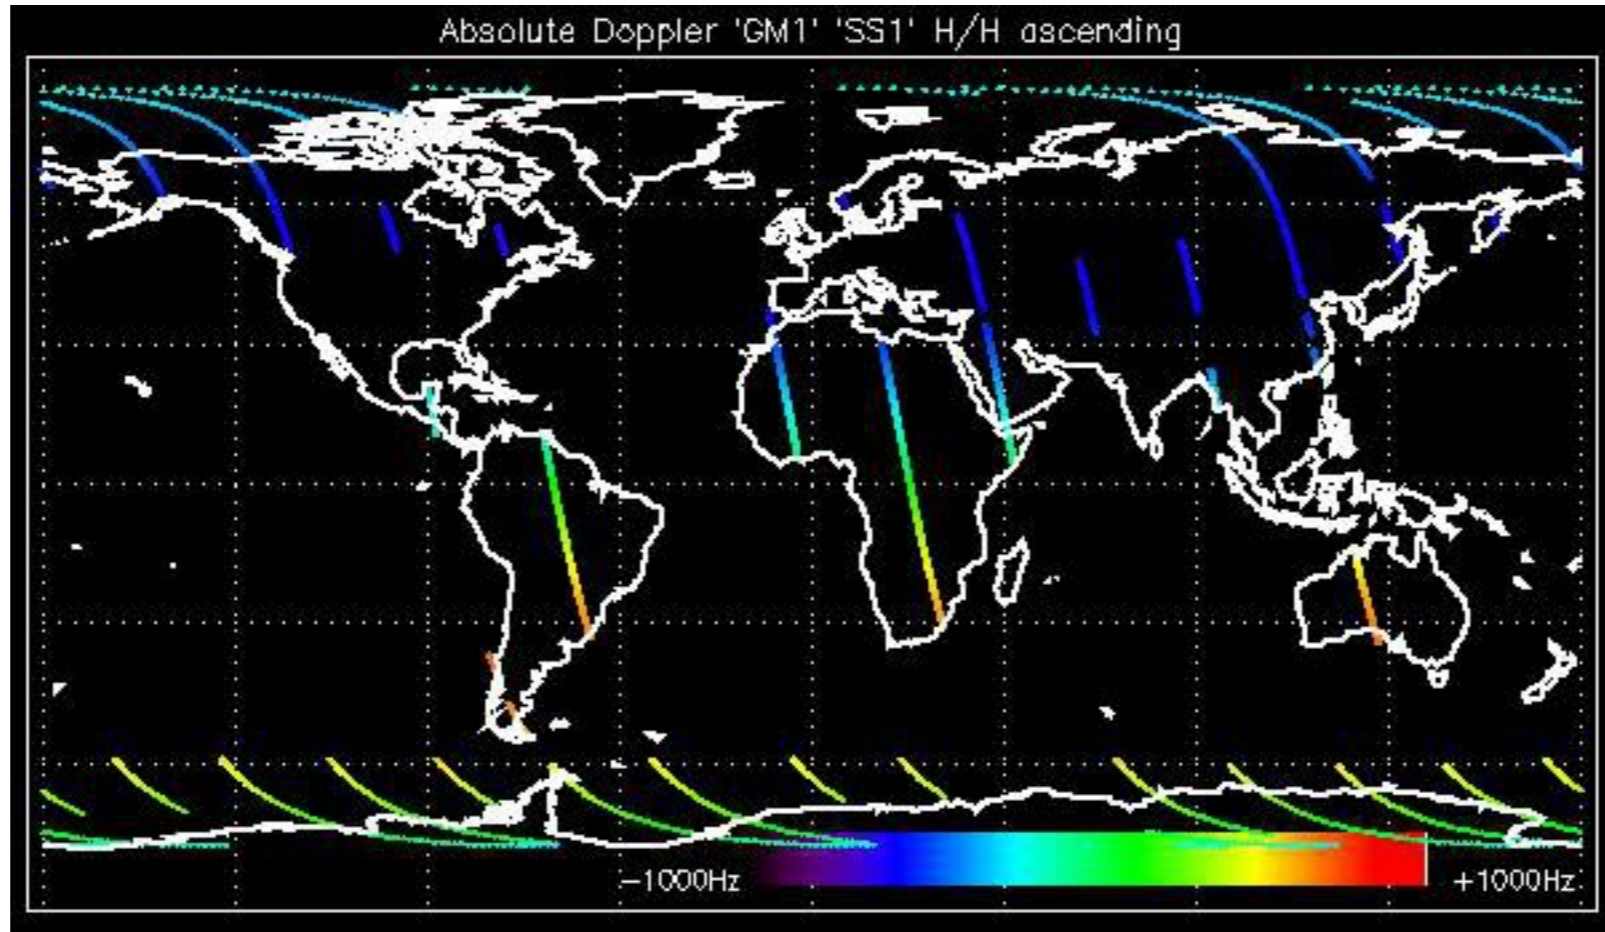 Absolute Doppler 'GM1' 'SS1' H/H ascending
−1000Hz
+1000Hz